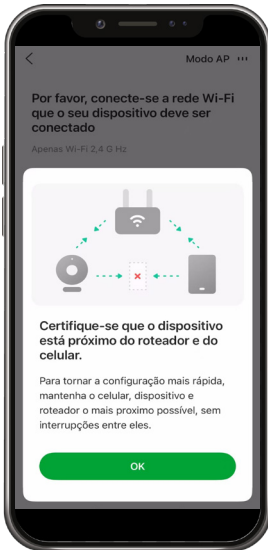 Modo AP
Por favor, conecte-se a rede Wi-Fi
que o seu dispositivo deve ser
conectado
Apenas Wi-Fi 2,4 G Hz
Certifique-se que o dispositivo
está próximo do roteador e do
celular.
Para tornar a configuração mais rápida,
mantenha o celular, dispositivo e
roteador o mais proximo possível, sem
interrupções entre eles.
OK